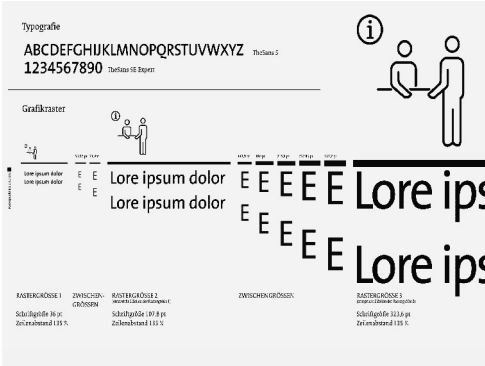 Typografie
ABCDEFGHIJKLMNOPQRSTUVWXYZ TheSans 5
1234567890 TheSans SE Expert
Grafikraster
i
i
Lore ipsum dolor
Lore ipsum dolor
E
E
E
E
Lore ipsum dolor
Lore ipsum dolor
E E E E E
E E E E
Lore ips
Lore ips
RASTERGRÖSSE 1
Schriftgröße 36 pt
Zeilenabstand 135 %
ZWISCHEN-
GRÖSSEN
RASTERGRÖSSE 2
Schriftgröße 107,8 pt
Zeilenabstand 135 %
ZWISCHENGRÖSSEN
RASTERGRÖSSE 3
Schriftgröße 323,6 pt
Zeilenabstand 135 %